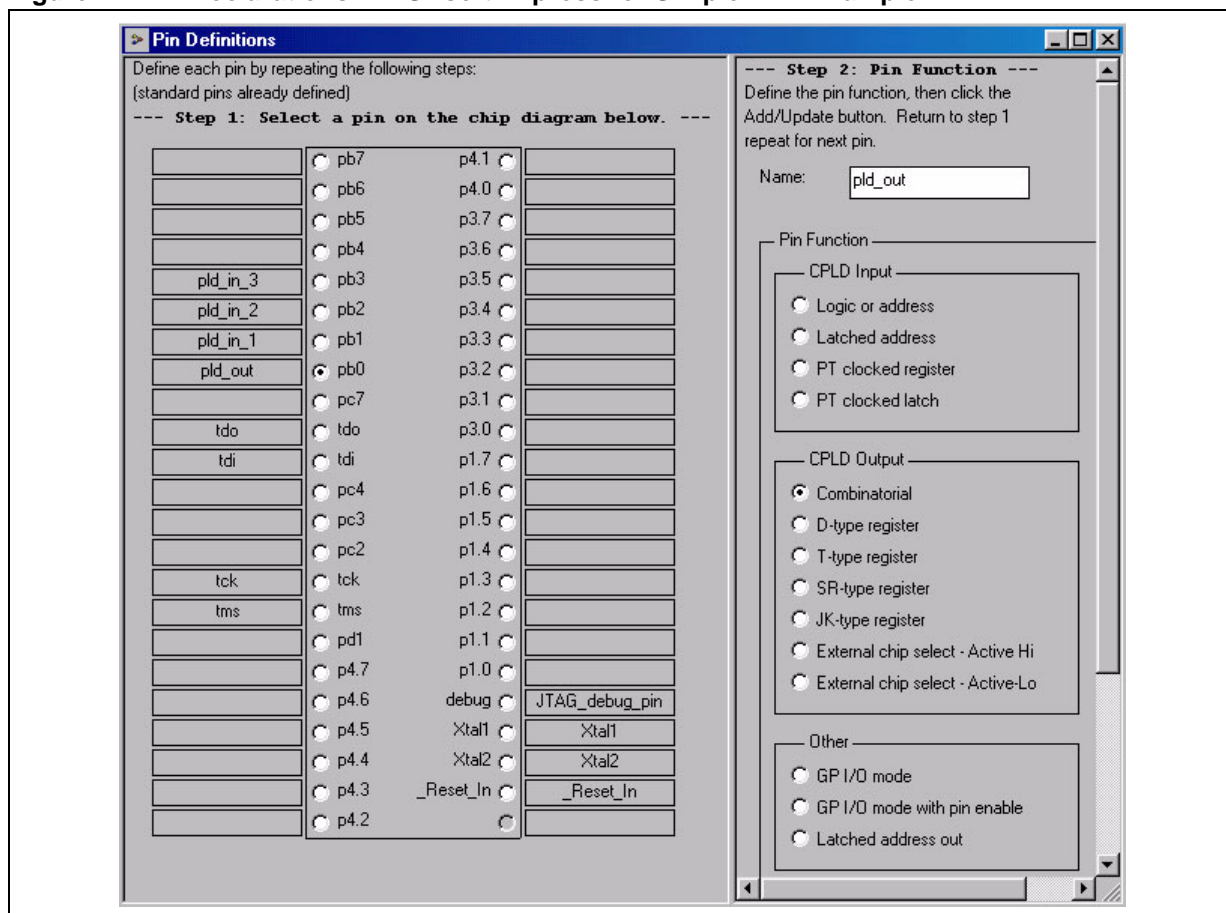 Pin Definitions
Define each pin by repeating the following steps:
(standard pins already defined)
--- Step 1: Select a pin on the chip diagram below. ---
pb7 p4.1
pb6 p4.0
pb5 p3.7
pb4 p3.6
pld_in_3 pb3 p3.5
pld_in_2 pb2 p3.4
pld_in_1 pb1 p3.3
pld_out pb0 p3.2
pc7 p3.1
tdo tdo p3.0
tdi tdi p1.7
pc4 p1.6
pc3 p1.5
pc2 p1.4
tck tck p1.3
tms tms p1.2
pd1 p1.1
p4.7 p1.0
p4.6 debug JTAG_debug_pin
p4.5 Xtal1 Xtal1
p4.4 Xtal2 Xtal2
p4.3 _Reset_In _Reset_In
p4.2
--- Step 2: Pin Function ---
Define the pin function, then click the
Add/Update button. Return to step 1
repeat for next pin.
Name: pld_out
Pin Function
CPLD Input
Logic or address
Latched address
PT clocked register
PT clocked latch
CPLD Output
Combinatorial
D-type register
T-type register
SR-type register
JK-type register
External chip select - Active Hi
External chip select - Active-Lo
Other
GP I/O mode
GP I/O mode with pin enable
Latched address out